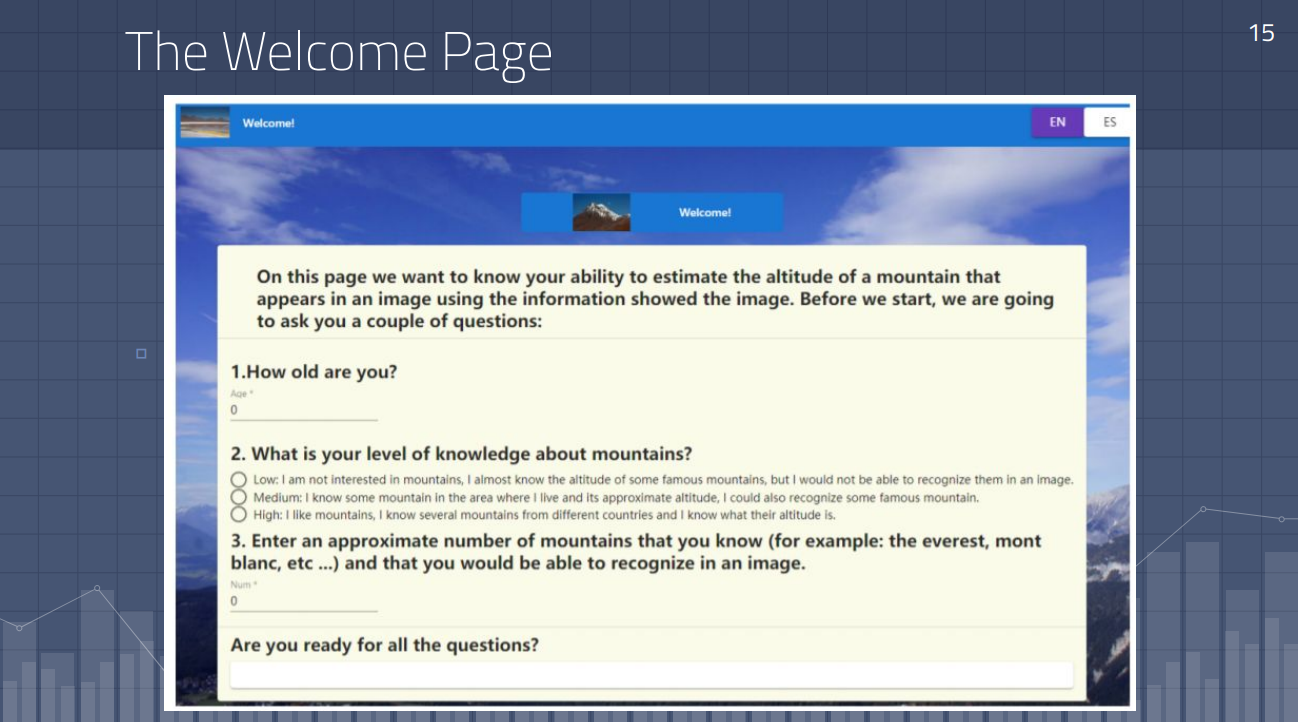 The Welcome Page
15
Welcome!
EN
ES
Welcome!
On this page we want to know your ability to estimate the altitude of a mountain that
appears in an image using the information showed the image. Before we start, we are going
to ask you a couple of questions:
1.How old are you?
Age *
0
2. What is your level of knowledge about mountains?
Low: I am not interested in mountains, I almost know the altitude of some famous mountains, but I would not be able to recognize them in an image.
Medium: I know some mountain in the area where I live and its approximate altitude, I could also recognize some famous mountain.
High: I like mountains, I know several mountains from different countries and I know what their altitude is.
3. Enter an approximate number of mountains that you know (for example: the everest, mont
blanc, etc ...) and that you would be able to recognize in an image.
Num *
0
Are you ready for all the questions?